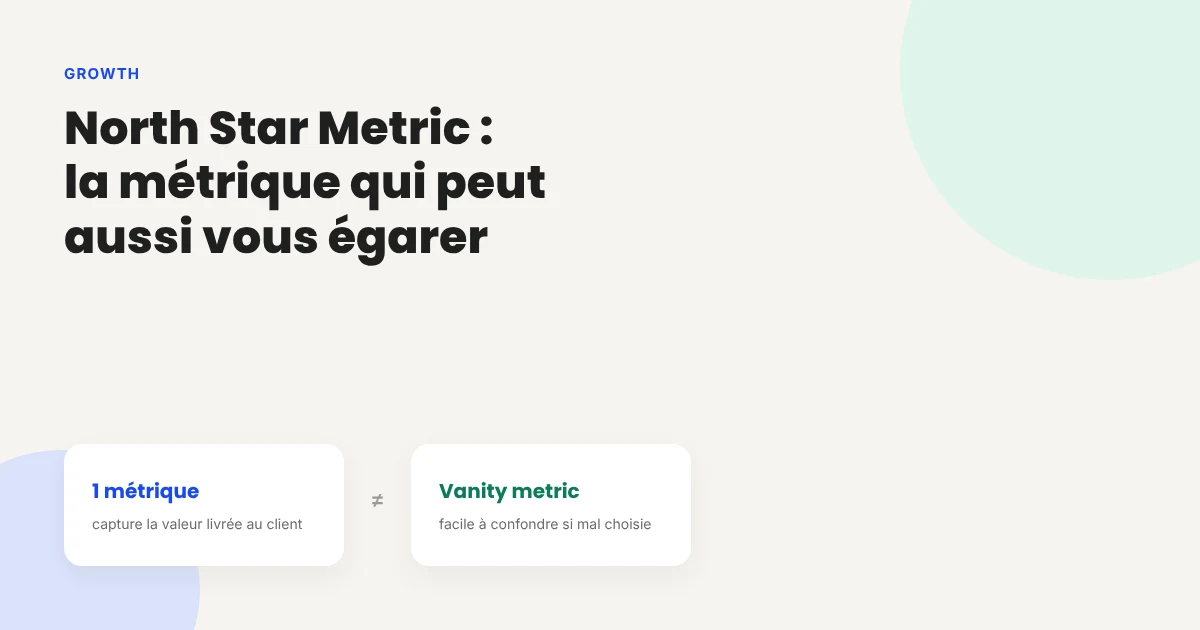 GROWTH
North Star Metric :
la métrique qui peut
aussi vous égarer
1 métrique
capture la valeur livrée au client
≠
Vanity metric
facile à confondre si mal choisie